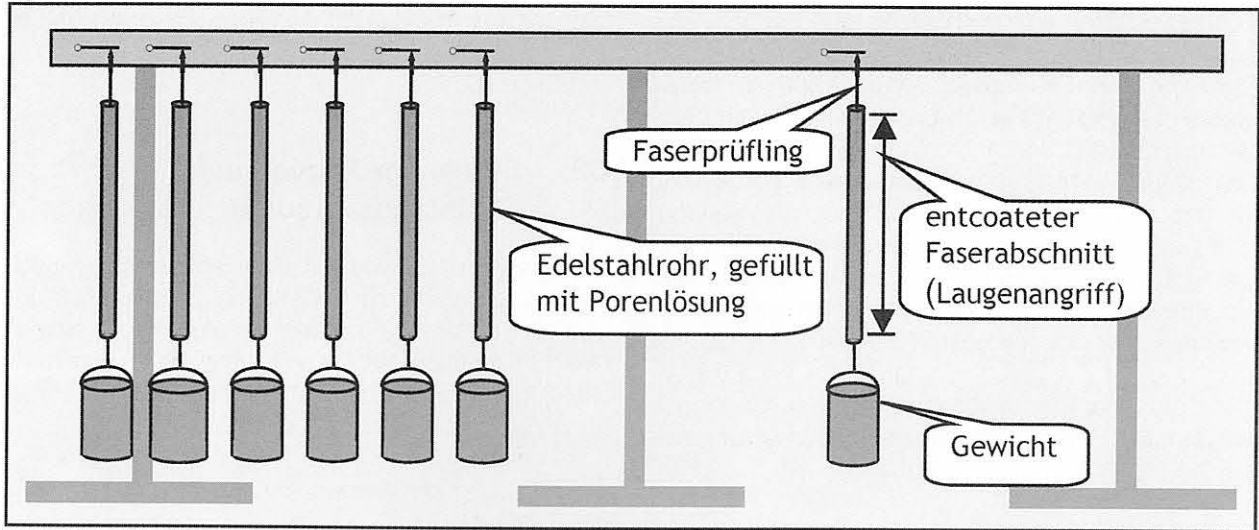 Faserprüfling
entcoateter
Faserabschnitt
(Laugenangriff)
Edelstahlrohr, gefüllt
mit Porenlösung
Gewicht